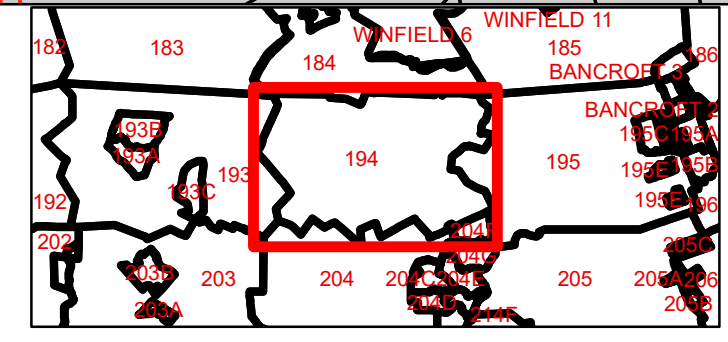 WINFIELD 11
WINFIELD 6
182
183
184
185
186
BANCROFT 3
BANCROFT 2
193B
193A
193C
193
194
195
195C
195A
195E
195B
195E
196
192
202
203
203B
203A
204
204F
204G
204C
204E
204D
214F
205
205C
205A
206
205B